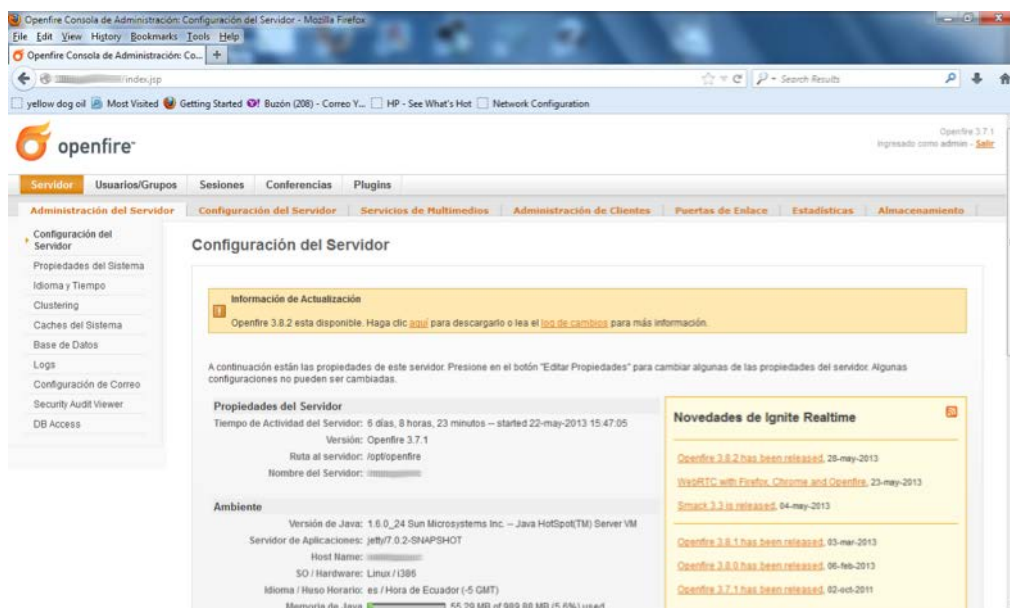 Openfire Consola de Administración: Configuración del Servidor - Mozilla Firefox
File Edit View History Bookmarks Tools Help
Openfire Consola de Administración: Co... +
index.jsp
Search Results
yellow dog oil Most Visited Getting Started Buzón (208) - Correo Y... HP - See What's Hot Network Configuration
openfire
Openfire 3.7.1
Ingresado como admin - Salir
Servidor Usuarios/Grupos Sesiones Conferencias Plugins
Administración del Servidor Configuración del Servidor Servicios de Multimedios Administración de Clientes Puertas de Enlace Estadísticas Almacenamiento
Configuración del
Servidor
Propiedades del Sistema
Idioma y Tiempo
Clustering
Caches del Sistema
Base de Datos
Logs
Configuración de Correo
Security Audit Viewer
DB Access
Configuración del Servidor
Información de Actualización
Openfire 3.8.2 esta disponible. Haga clic aquí para descargarlo o lea el log de cambios para más información.
A continuación están las propiedades de este servidor. Presione en el botón "Editar Propiedades" para cambiar algunas de las propiedades del servidor. Algunas
configuraciones no pueden ser cambiadas.
Propiedades del Servidor
Tiempo de Actividad del Servidor: 6 días, 8 horas, 23 minutos -- started 22-may-2013 15:47:05
Versión: Openfire 3.7.1
Ruta al servidor: /opt/openfire
Nombre del Servidor:
Ambiente
Versión de Java: 1.6.0_24 Sun Microsystems Inc. -- Java HotSpot(TM) Server VM
Servidor de Aplicaciones: jetty/7.0.2-SNAPSHOT
Host Name:
SO / Hardware: Linux / i386
Idioma / Huso Horario: es / Hora de Ecuador (-5 GMT)
Memoria de Java 55.29 MB of 989.88 MB (5.6%) used
Novedades de Ignite Realtime
Openfire 3.8.2 has been released, 28-may-2013
WebRTC with Firefox, Chrome and Openfire, 23-may-2013
Smack 3.3 is released, 04-may-2013
Openfire 3.8.1 has been released, 03-mar-2013
Openfire 3.8.0 has been released, 06-feb-2013
Openfire 3.7.1 has been released, 02-oct-2011